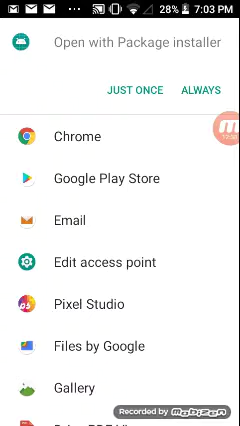 28% 7:03 PM
Open with Package installer
JUST ONCE ALWAYS
Chrome
Google Play Store
Email
Edit access point
Pixel Studio
Files by Google
Gallery
Recorded by mobizen